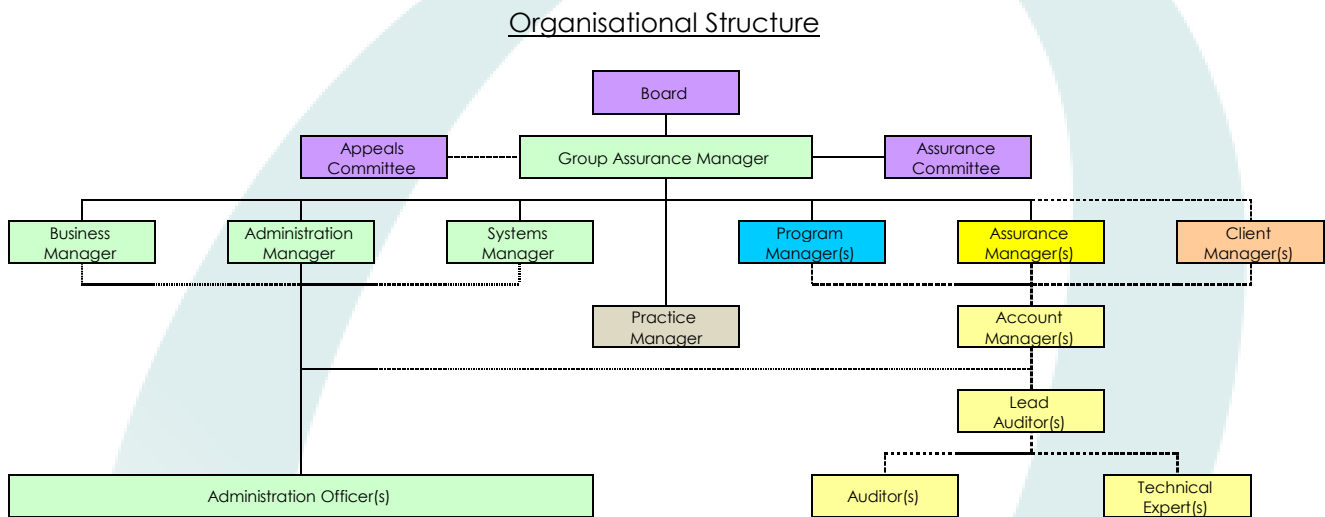 Organisational Structure
Board
Appeals
Committee
Group Assurance Manager
Assurance
Committee
Business
Manager
Administration
Manager
Systems
Manager
Program
Manager(s)
Assurance
Manager(s)
Client
Manager(s)
Practice
Manager
Account
Manager(s)
Lead
Auditor(s)
Administration Officer(s)
Auditor(s)
Technical
Expert(s)